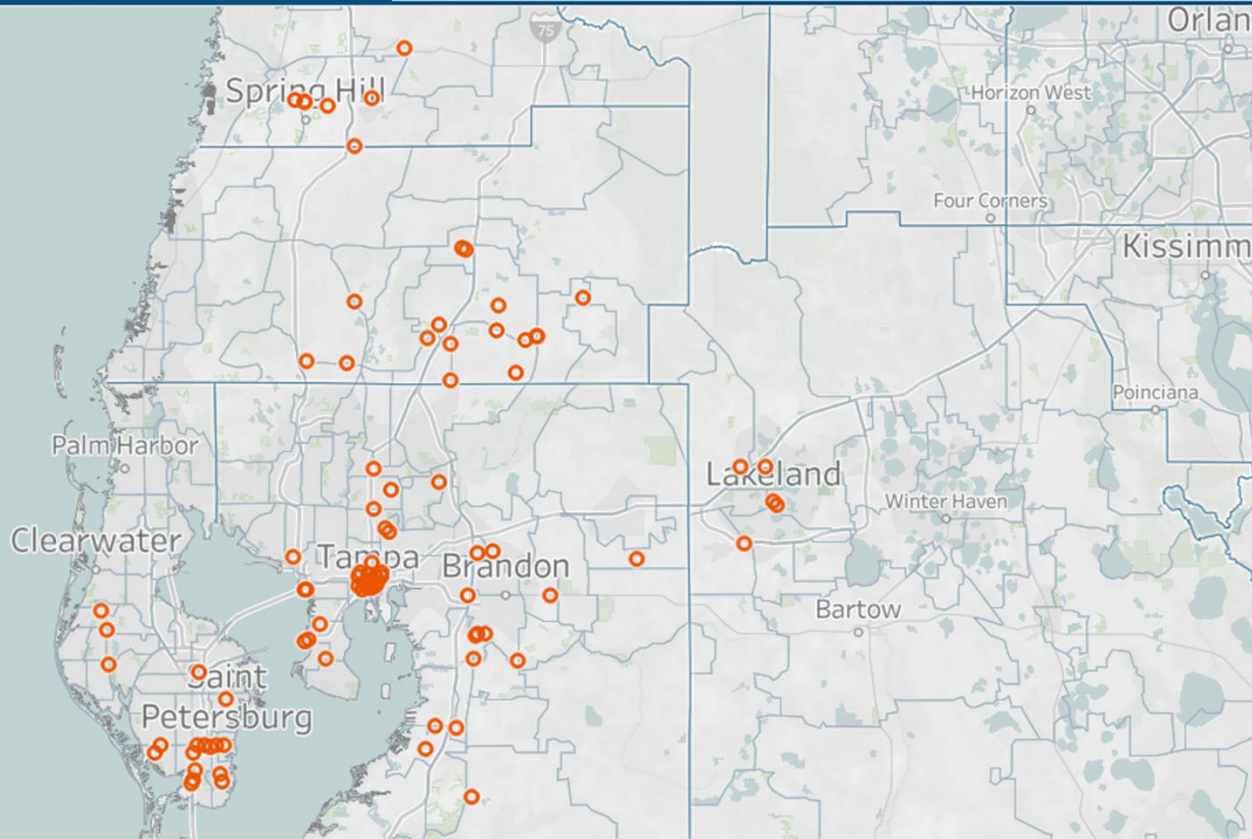 Orlan
75
Spring Hill
Horizon West
Four Corners
Kissimm
Poinciana
Palm Harbor
Lakeland
Winter Haven
Clearwater
Tampa
Brandon
Bartow
Saint
Petersburg